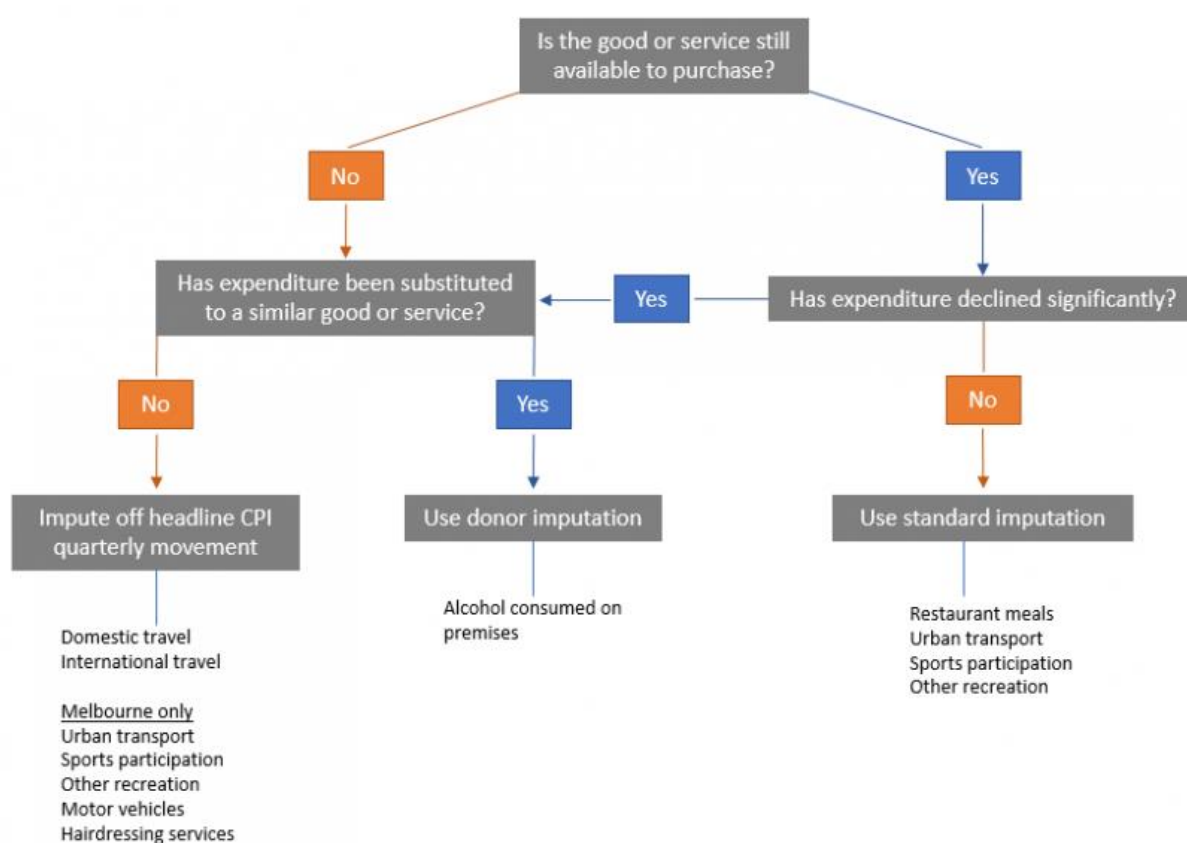 Is the good or service still
available to purchase?
No
Yes
Has expenditure been substituted
to a similar good or service?
Yes
Has expenditure declined significantly?
No
Yes
No
Impute off headline CPI
quarterly movement
Use donor imputation
Use standard imputation
Domestic travel
International travel
Melbourne only
Urban transport
Sports participation
Other recreation
Motor vehicles
Hairdressing services
Alcohol consumed on
premises
Restaurant meals
Urban transport
Sports participation
Other recreation